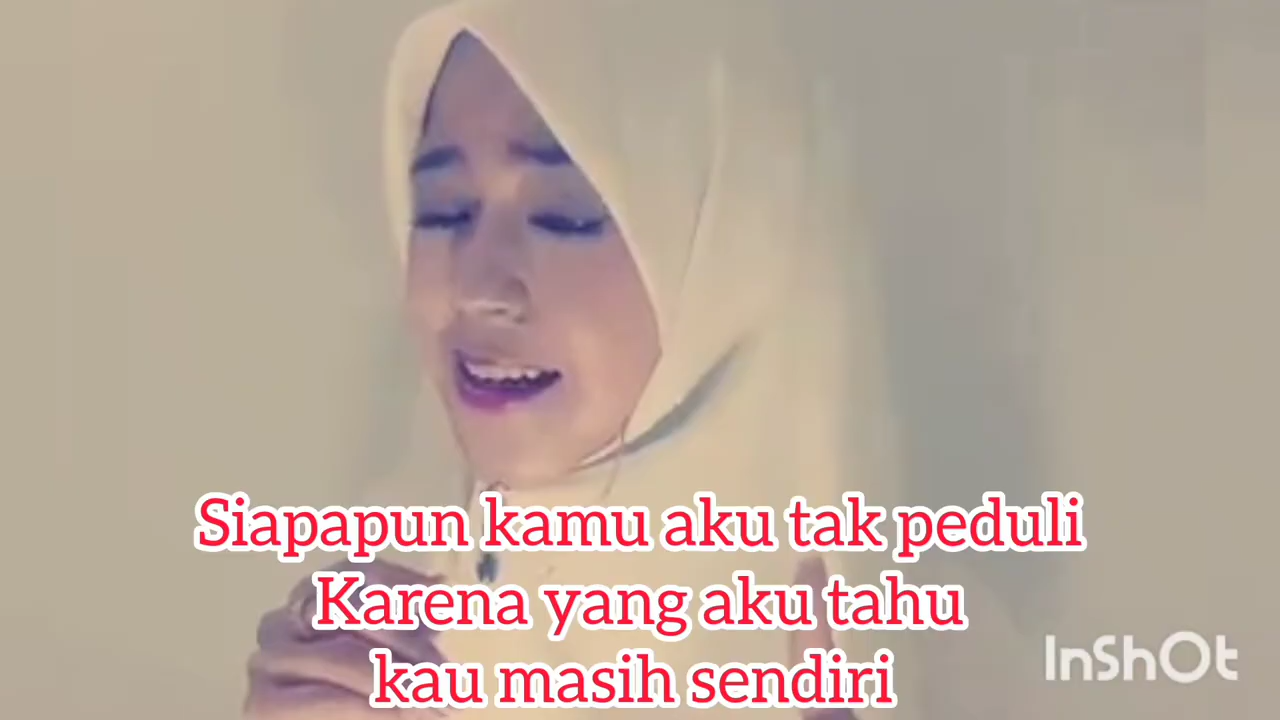 Siapapun kamu aku tak peduli
Karena yang aku tahu
kau masih sendiri
InShOt